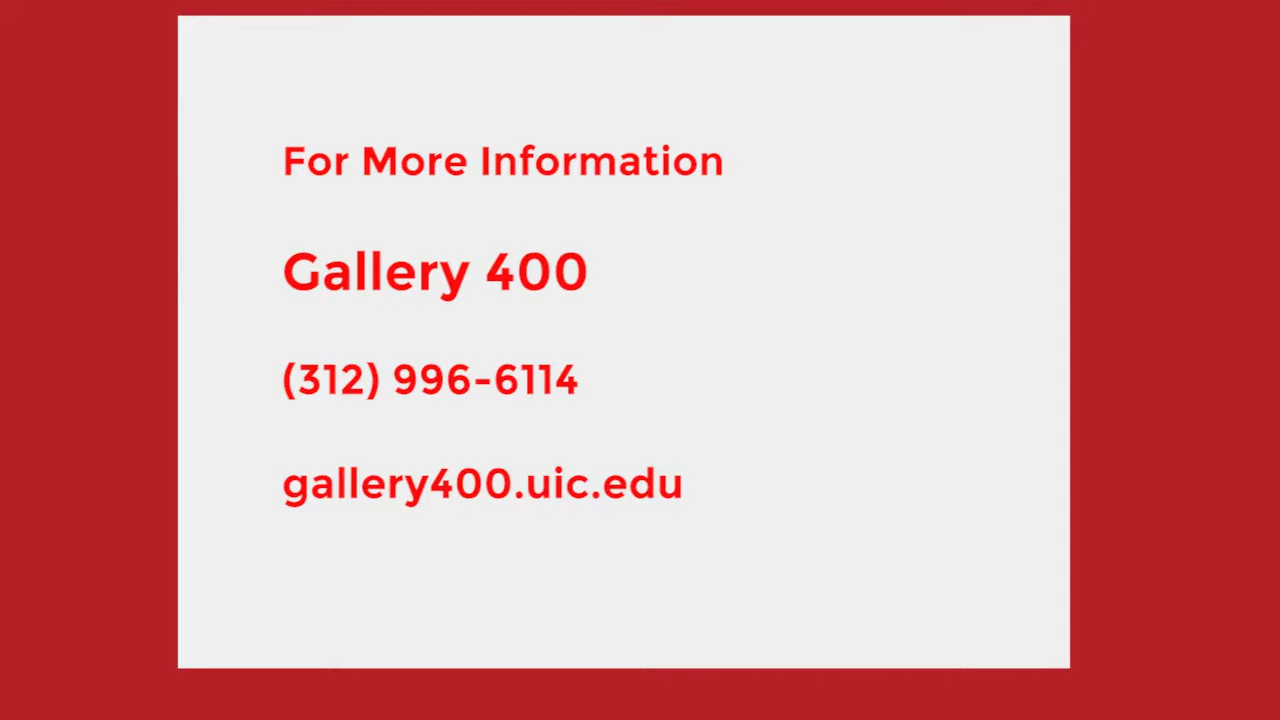 For More Information
Gallery 400
(312) 996-6114
gallery400.uic.edu